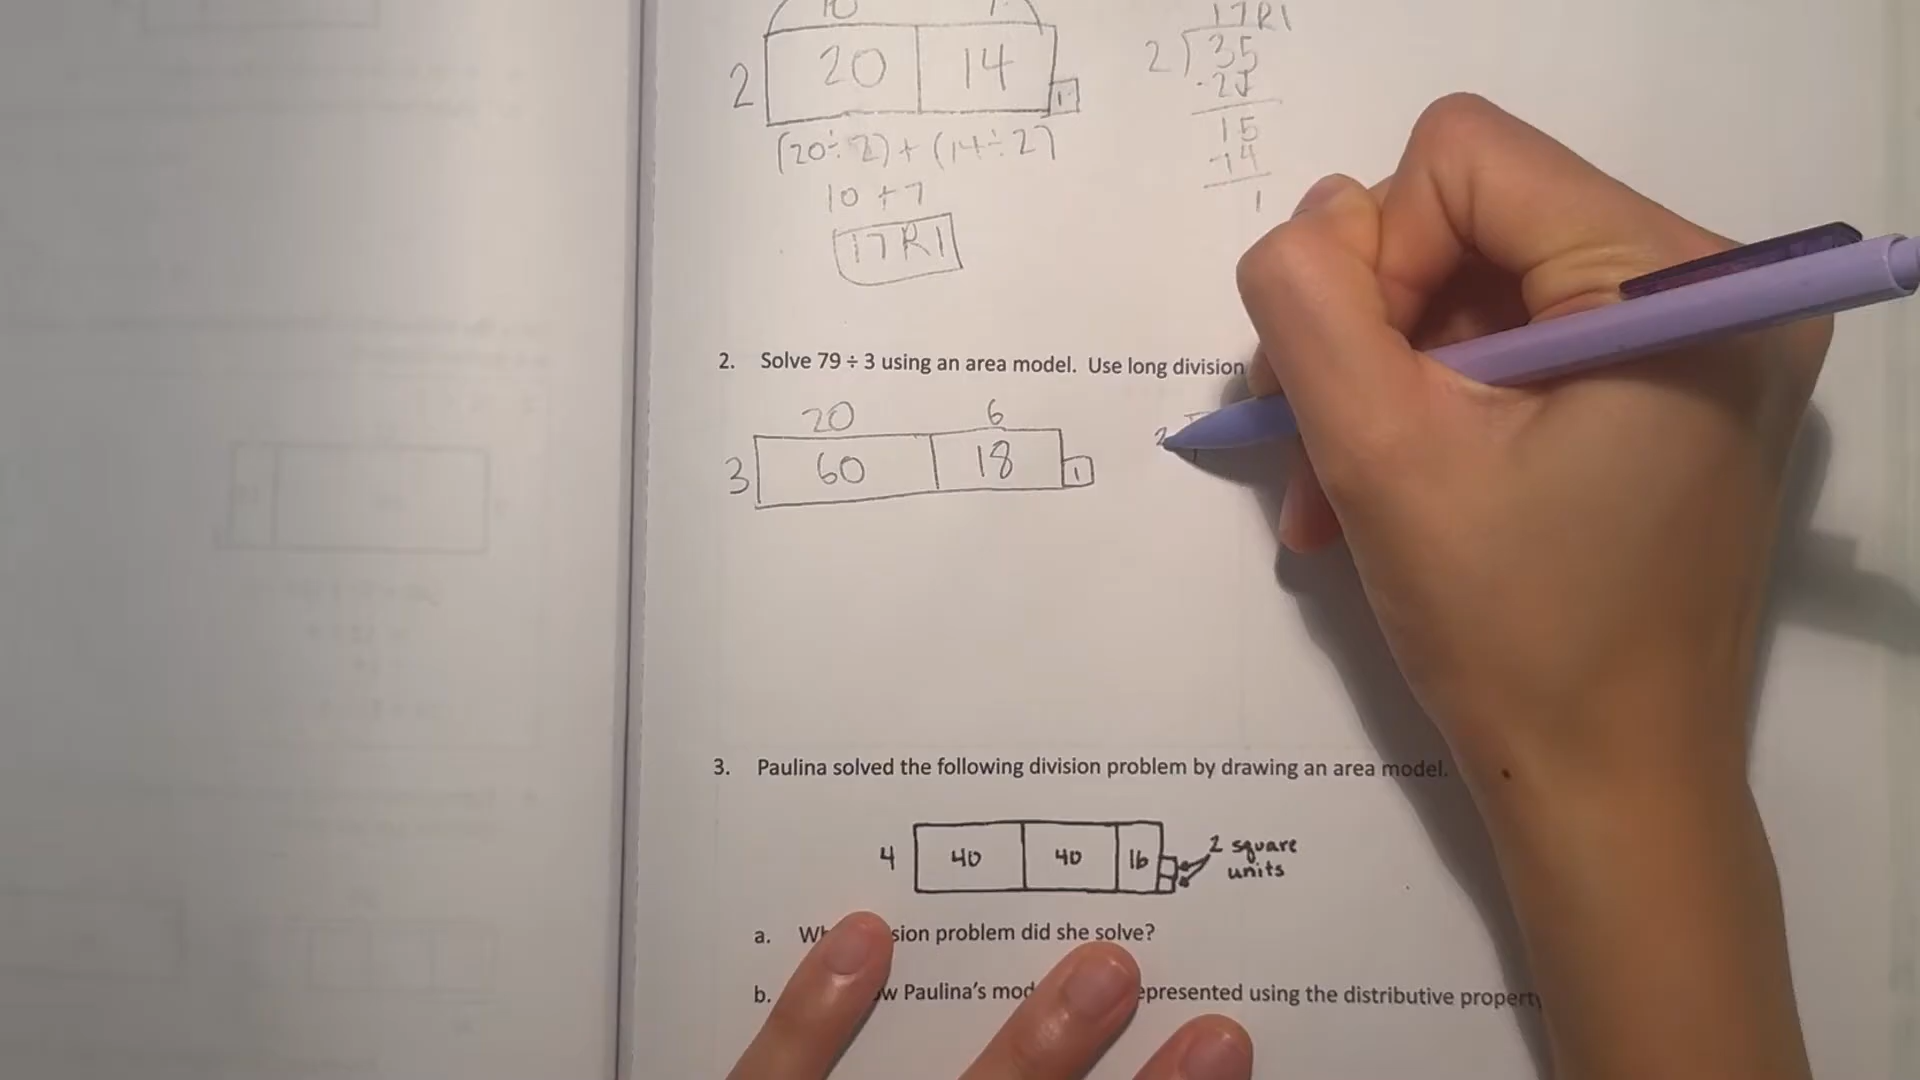 10
2 20 14 1
(20÷2)+(14÷2)
10+7
17R1
17R1
2 35
-20
15
-14
1
2. Solve 79 ÷ 3 using an area model. Use long division
20 6
3 60 18 1
3. Paulina solved the following division problem by drawing an area model.
4 40 40 16 2 square
units
a. sion problem did she solve?
b. Paulina's epresented using the distributive